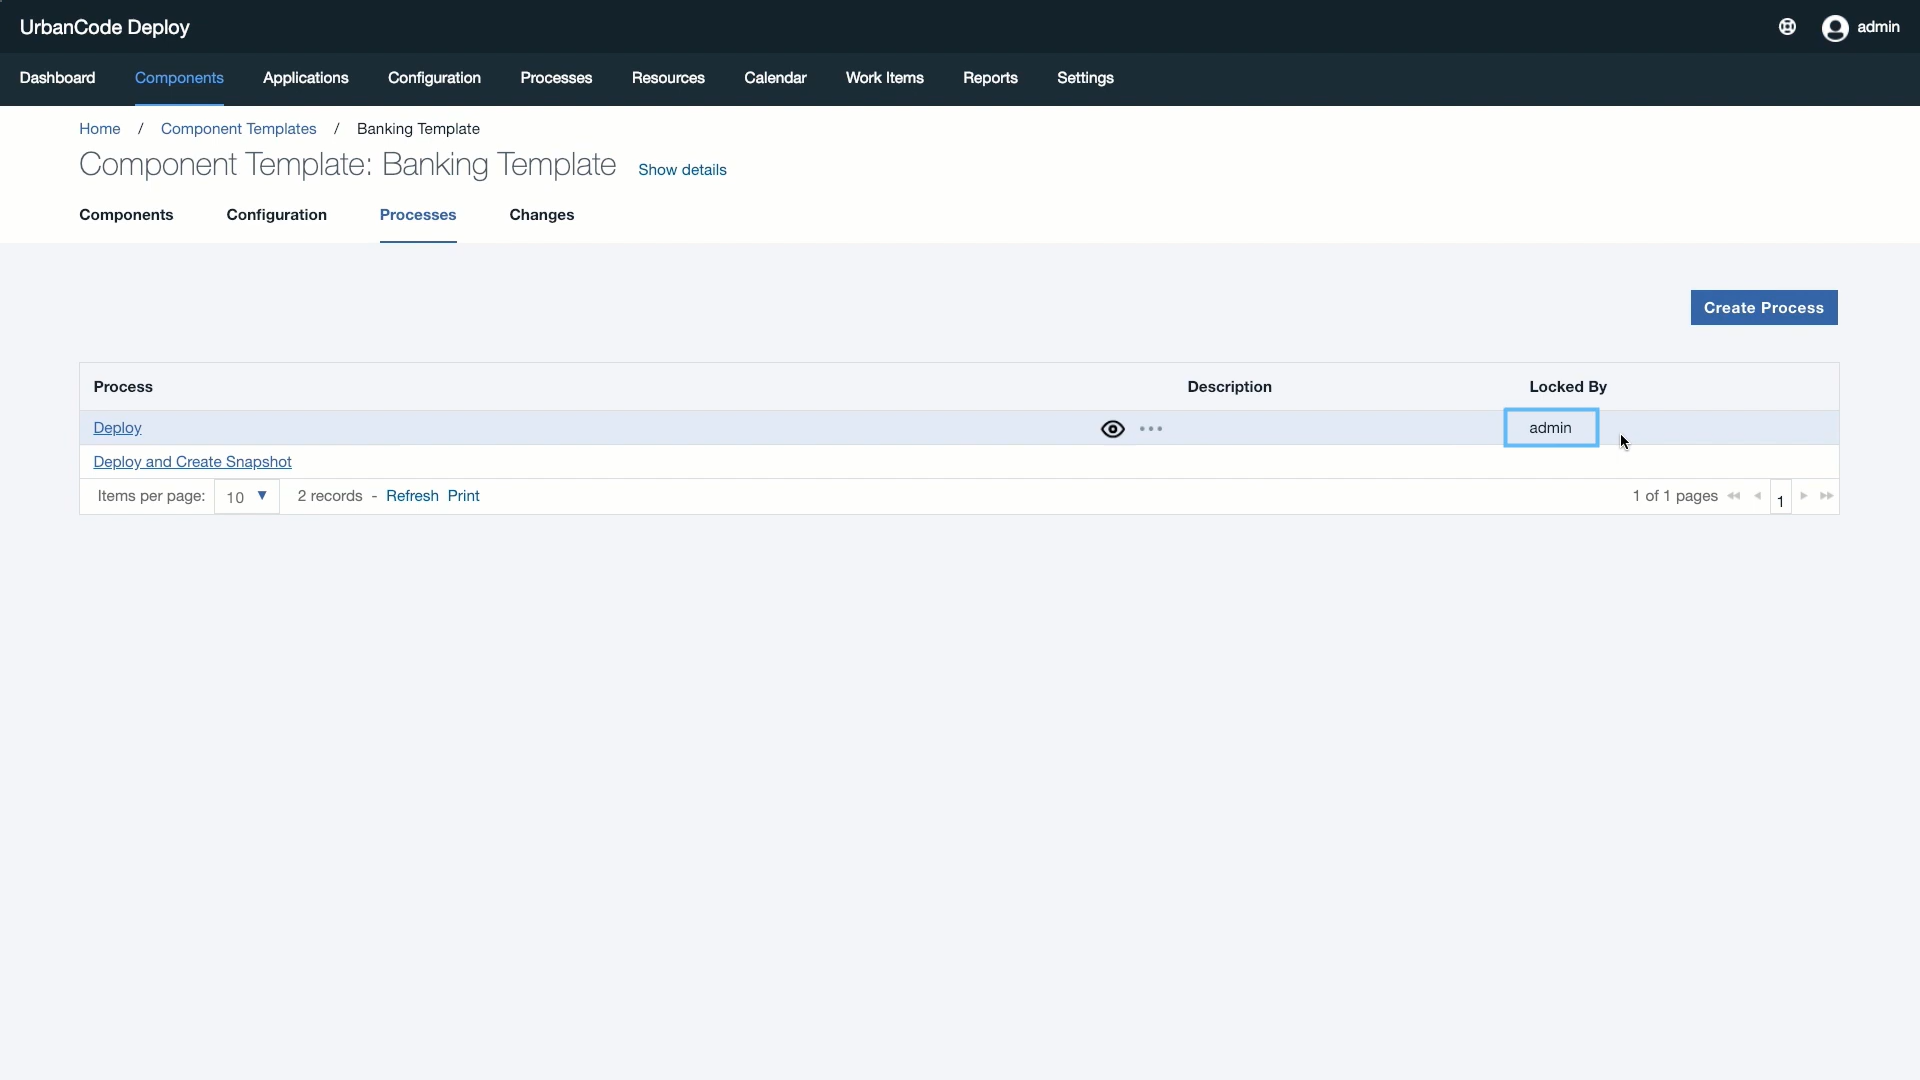 UrbanCode Deploy
admin
Dashboard Components Applications Configuration Processes Resources Calendar Work Items Reports Settings
Home / Component Templates / Banking Template
Component Template: Banking Template Show details
Components Configuration Processes Changes
Create Process
Process Description Locked By
Deploy admin
Deploy and Create Snapshot
Items per page: 10 2 records - Refresh Print 1 of 1 pages 1